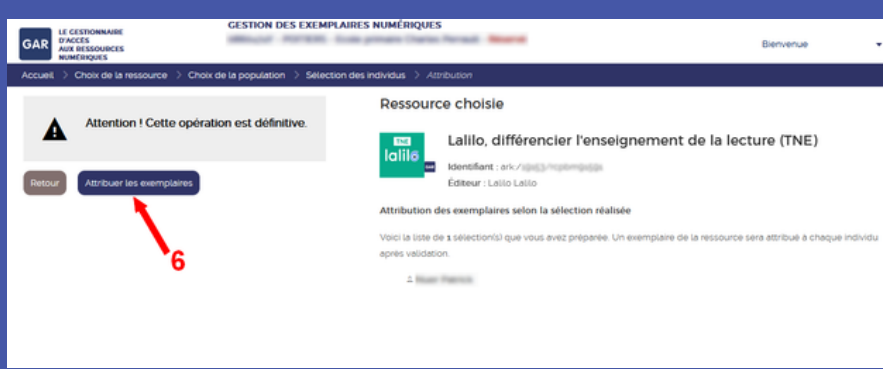 GESTION DES EXEMPLAIRES NUMÉRIQUES
GAR
LE GESTIONNAIRE
D'ACCÈS
AUX RESSOURCES
NUMÉRIQUES
Bienvenue
Accueil > Choix de la ressource > Choix de la population > Sélection des individus > Attribution
Attention ! Cette opération est définitive.
Retour
Attribuer les exemplaires
6
Ressource choisie
TNE
lalilo
GAR
Lalilo, différencier l'enseignement de la lecture (TNE)
Identifiant : ark:/
Éditeur : Lalilo Lalilo
Attribution des exemplaires selon la sélection réalisée
Voici la liste de 1 sélection(s) que vous avez préparée. Un exemplaire de la ressource sera attribué à chaque individu
après validation.